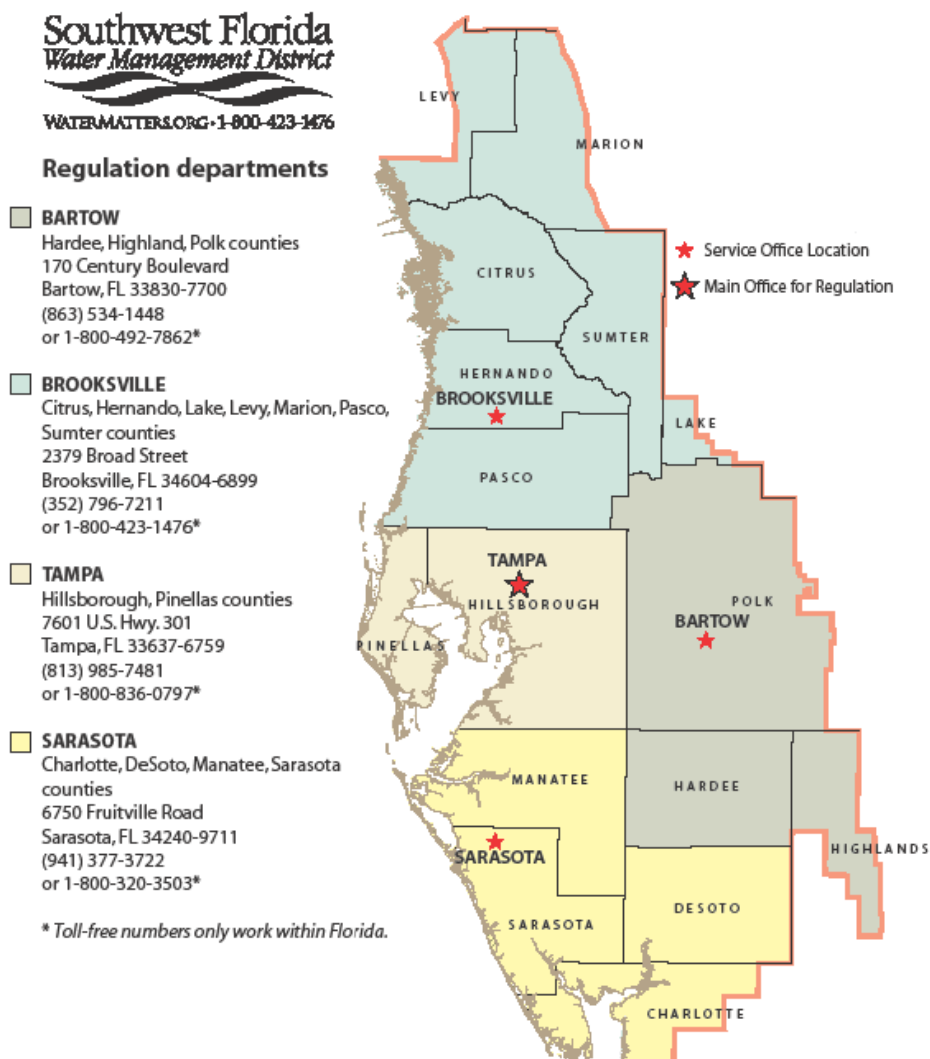 Southwest Florida
Water Management District
WATERMATTERS.ORG • 1-800-423-1476
Regulation departments
BARTOW
Hardee, Highland, Polk counties
170 Century Boulevard
Bartow, FL 33830-7700
(863) 534-1448
or 1-800-492-7862*
BROOKSVILLE
Citrus, Hernando, Lake, Levy, Marion, Pasco,
Sumter counties
2379 Broad Street
Brooksville, FL 34604-6899
(352) 796-7211
or 1-800-423-1476*
TAMPA
Hillsborough, Pinellas counties
7601 U.S. Hwy. 301
Tampa, FL 33637-6759
(813) 985-7481
or 1-800-836-0797*
SARASOTA
Charlotte, DeSoto, Manatee, Sarasota
counties
6750 Fruitville Road
Sarasota, FL 34240-9711
(941) 377-3722
or 1-800-320-3503*
* Toll-free numbers only work within Florida.
LEVY
MARION
Service Office Location
Main Office for Regulation
CITRUS
SUMTER
HERNANDO
BROOKSVILLE
LAKE
PASCO
TAMPA
HILLSBOROUGH
POLK
BARTOW
PINELLAS
MANATEE
HARDEE
HIGHLANDS
SARASOTA
DESOTO
SARASOTA
CHARLOTTE